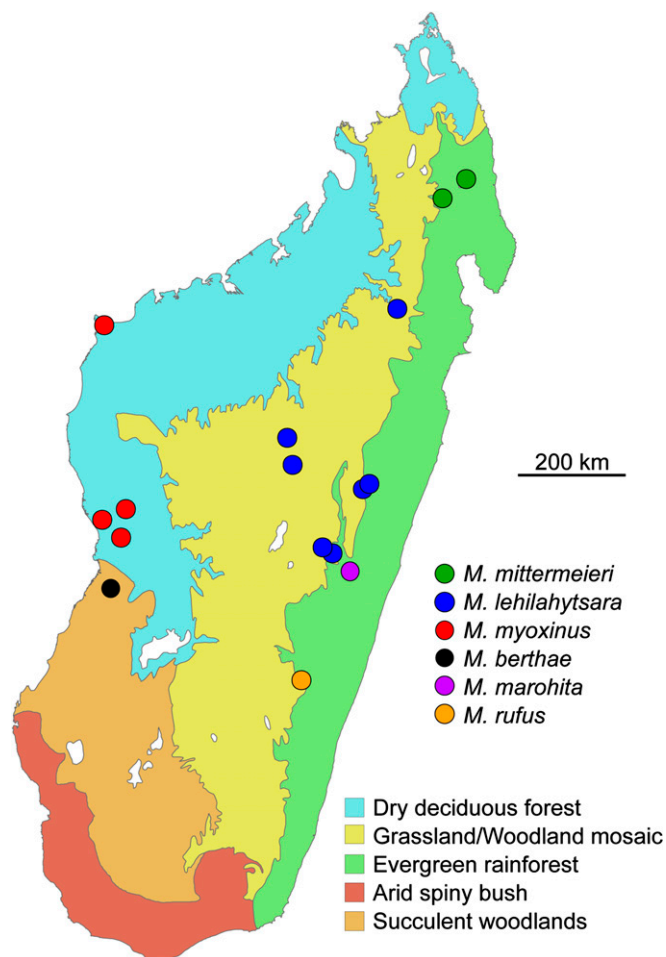 200 km
M. mittermeieri
M. lehilahytsara
M. myoxinus
M. berthae
M. marohita
M. rufus
Dry deciduous forest
Grassland/Woodland mosaic
Evergreen rainforest
Arid spiny bush
Succulent woodlands